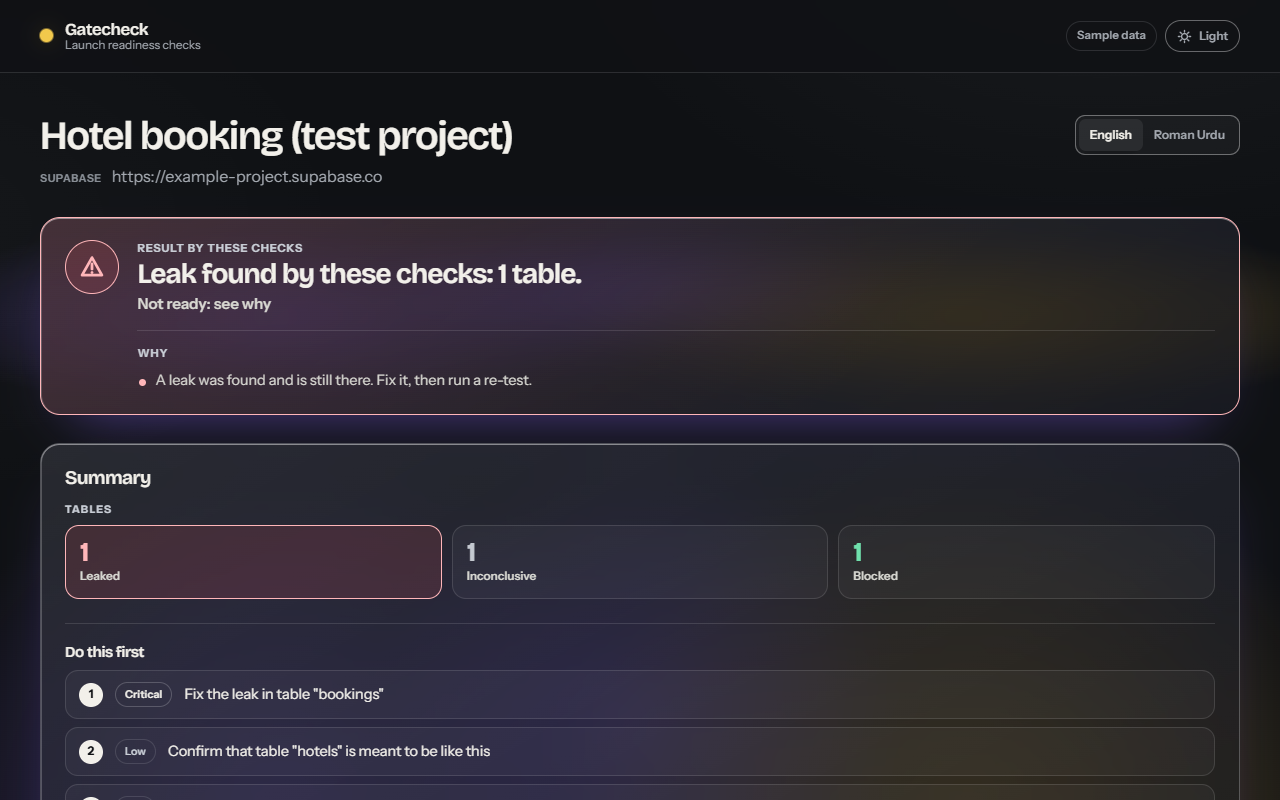 Gatecheck
Launch readiness checks
Sample data
Light
Hotel booking (test project)
English
Roman Urdu
SUPABASE https://example-project.supabase.co
RESULT BY THESE CHECKS
Leak found by these checks: 1 table.
Not ready: see why
WHY
A leak was found and is still there. Fix it, then run a re-test.
Summary
TABLES
1
Leaked
1
Inconclusive
1
Blocked
Do this first
1 Critical Fix the leak in table "bookings"
2 Low Confirm that table "hotels" is meant to be like this